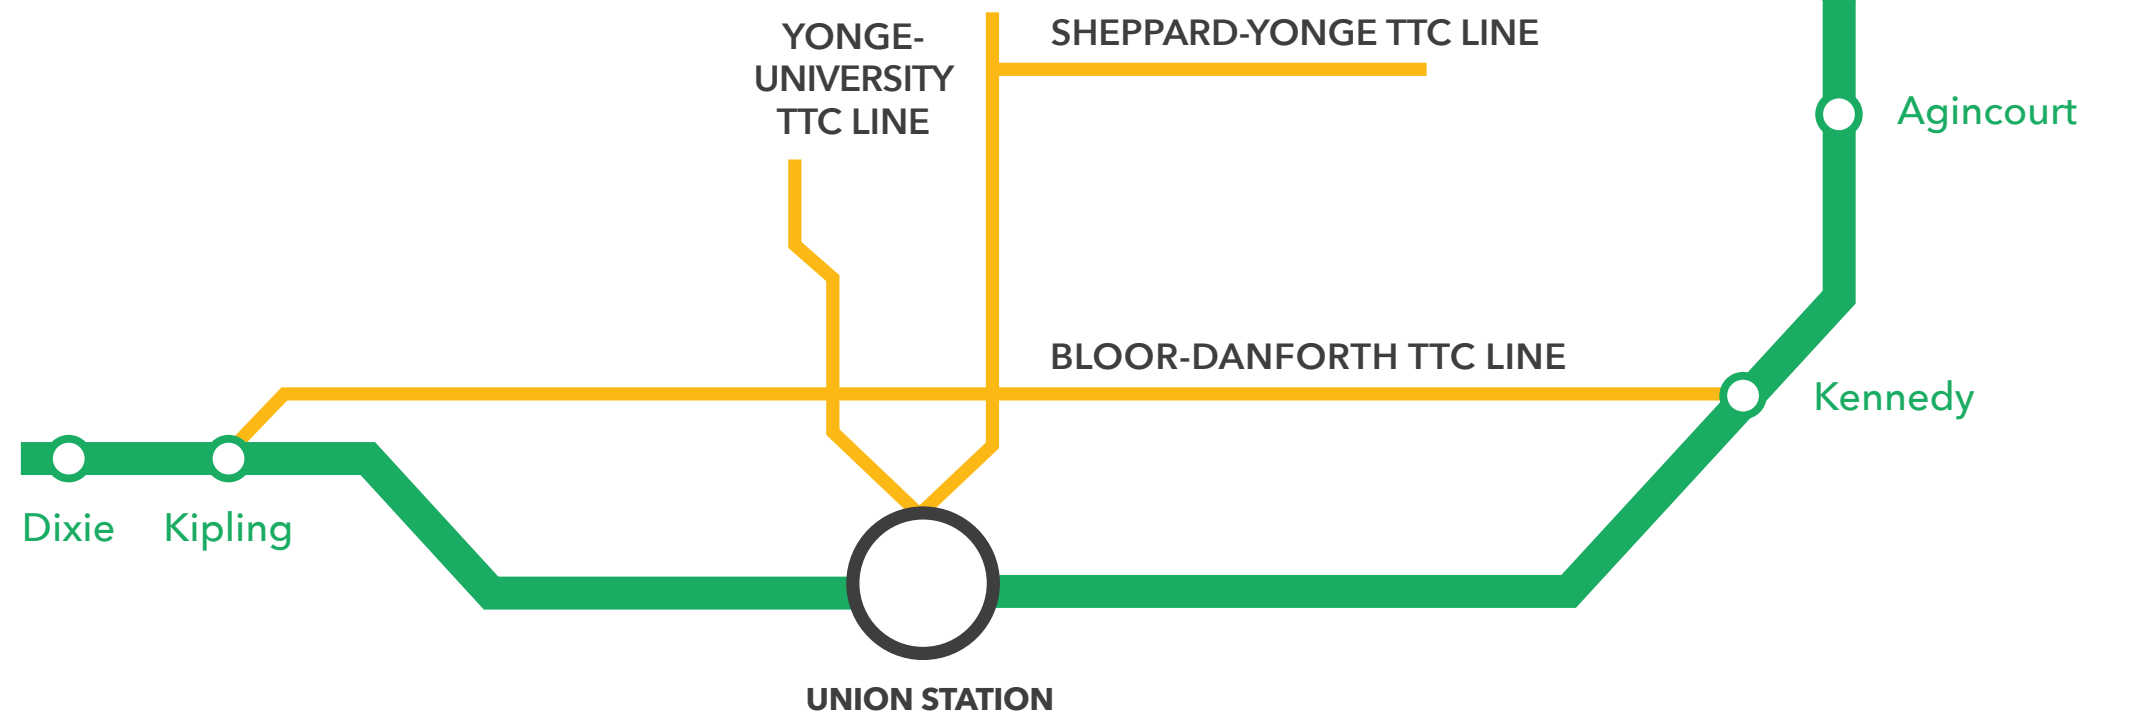 YONGE-
UNIVERSITY
TTC LINE
SHEPPARD-YONGE TTC LINE
Agincourt
BLOOR-DANFORTH TTC LINE
Kennedy
Dixie
Kipling
UNION STATION